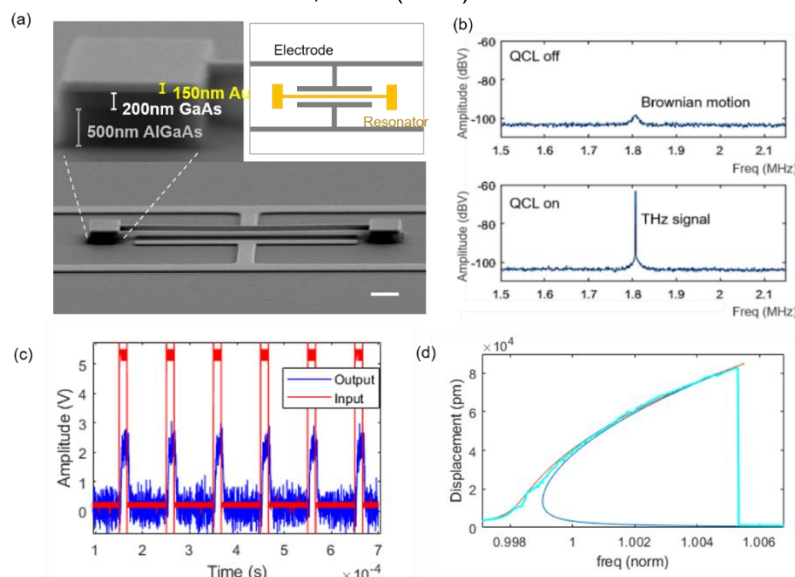 (a)
Electrode
150nm Au
200nm GaAs
500nm AlGaAs
Resonator
(b)
-60
QCL off
-80
Brownian motion
-100
Amplitude (dBV)
1.5 1.6 1.7 1.8 1.9 2 2.1
Freq (MHz)
-60
QCL on
-80
THz signal
-100
Amplitude (dBV)
1.5 1.6 1.7 1.8 1.9 2 2.1
Freq (MHz)
(c)
5
4
3
2
1
0
Amplitude (V)
Output
Input
1 2 3 4 5 6 7
Time (s)
×10⁻⁴
(d)
×10⁴
8
6
4
2
0
Displacement (pm)
0.998 1 1.002 1.004 1.006
freq (norm)